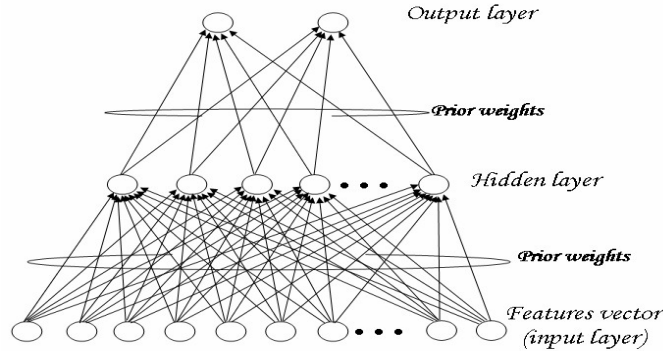 Output layer
Prior weights
Hidden layer
Prior weights
Features vector
(input layer)